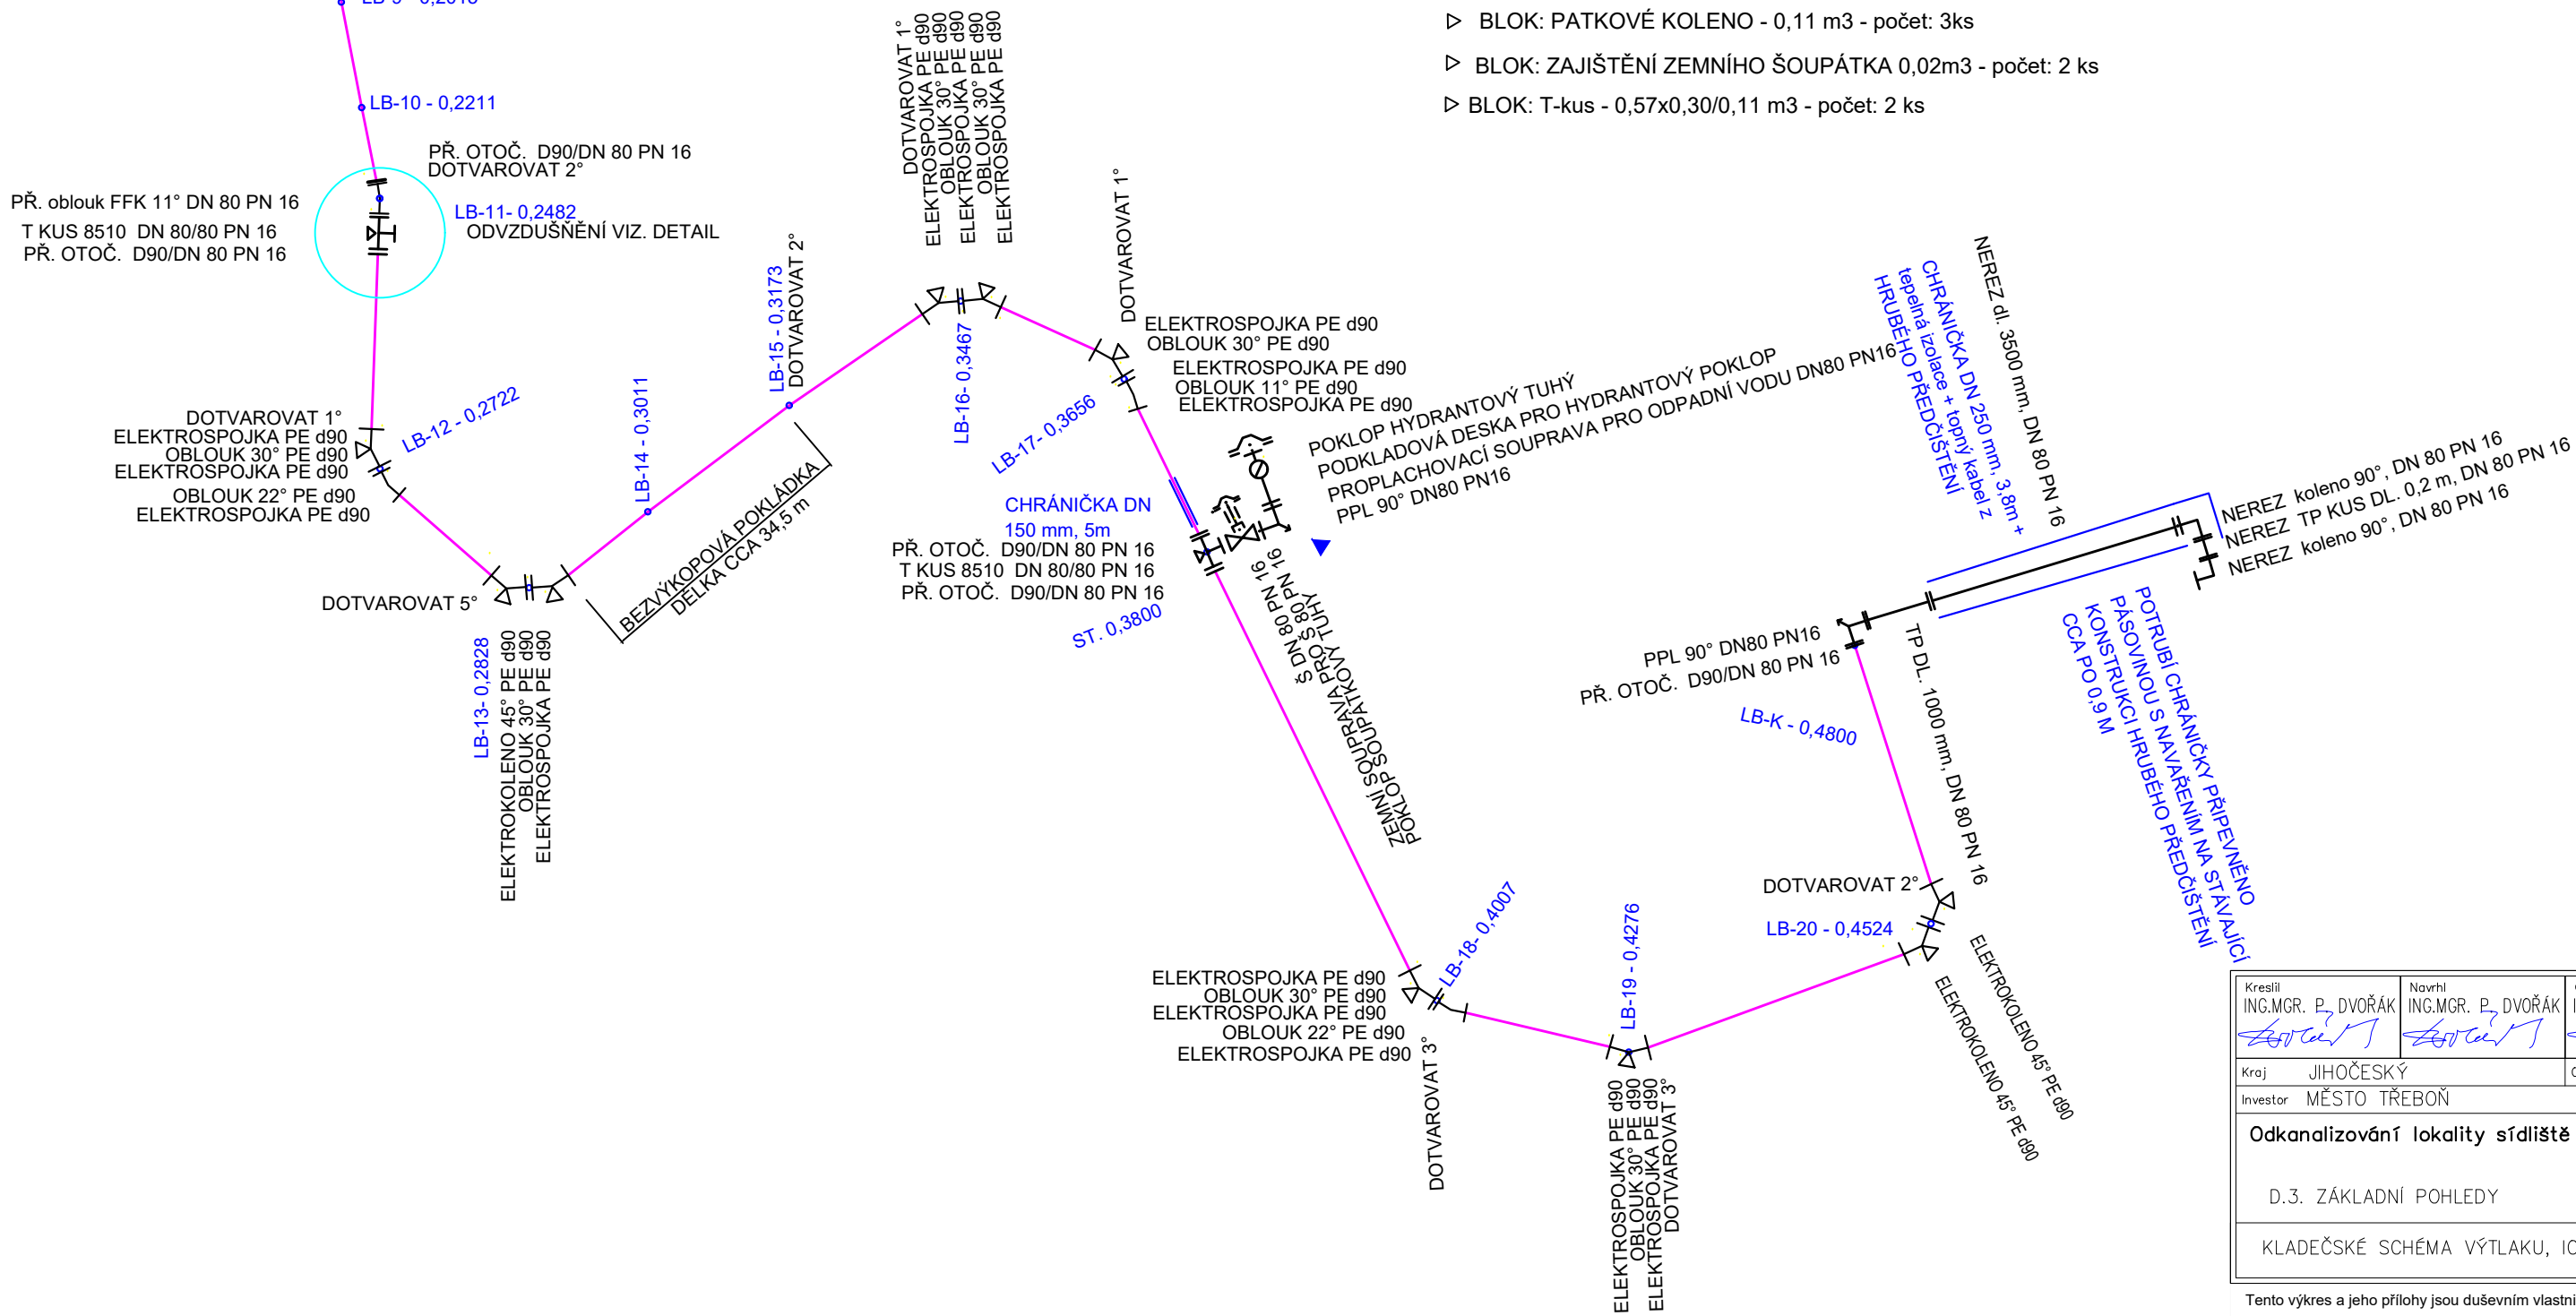 LB-10 - 0,2211
PŘ. OTOČ. D90/DN 80 PN 16
DOTVAROVAT 2°
PŘ. oblouk FFK 11° DN 80 PN 16
T KUS 8510 DN 80/80 PN 16
PŘ. OTOČ. D90/DN 80 PN 16
LB-11- 0,2482
ODVZDUŠŇĚNÍ VIZ. DETAIL
DOTVAROVAT 1°
ELEKTROSPOJKA PE d90
OBLOUK 30° PE d90
ELEKTROSPOJKA PE d90
OBLOUK 22° PE d90
ELEKTROSPOJKA PE d90
LB-12 - 0,2722
DOTVAROVAT 5°
LB-13- 0,2828
ELEKTROKOLENO 45° PE d90
OBLOUK 30° PE d90
ELEKTROSPOJKA PE d90
LB-14 - 0,3011
BEZVÝKOPOVÁ POKLÁDKA
DÉLKA CCA 34,5 m
LB-15 - 0,3173
DOTVAROVAT 2°
DOTVAROVAT 1°
ELEKTROSPOJKA PE d90
OBLOUK 30° PE d90
ELEKTROSPOJKA PE d90
OBLOUK 30° PE d90
ELEKTROSPOJKA PE d90
LB-16- 0,3467
DOTVAROVAT 1°
ELEKTROSPOJKA PE d90
OBLOUK 30° PE d90
ELEKTROSPOJKA PE d90
OBLOUK 11° PE d90
ELEKTROSPOJKA PE d90
LB-17- 0,3656
CHRÁNIČKA DN
150 mm, 5m
PŘ. OTOČ. D90/DN 80 PN 16
T KUS 8510 DN 80/80 PN 16
PŘ. OTOČ. D90/DN 80 PN 16
ST. 0,3800
POKLOP HYDRANTOVÝ TUHÝ
PODKLADOVÁ DESKA PRO HYDRANTOVÝ POKLOP
PROPLACHOVACÍ SOUPRAVA PRO ODPADNÍ VODU DN80 PN16
PPL 90° DN80 PN16
Š DN 80 PN 16
ZEMNÍ SOUPRAVA PRO Š 80 PN 16
POKLOP ŠOUPÁTKOVÝ TUHÝ
BLOK: PATKOVÉ KOLENO - 0,11 m3 - počet: 3ks
BLOK: ZAJIŠTĚNÍ ZEMNÍHO ŠOUPÁTKA 0,02m3 - počet: 2 ks
BLOK: T-kus - 0,57x0,30/0,11 m3 - počet: 2 ks
CHRÁNIČKA DN 250 mm, 3,8m +
tepelná izolace + topný kabel z
HRUBÉHO PŘEDČIŠTĚNÍ
NEREZ dl. 3500 mm, DN 80 PN 16
NEREZ koleno 90°, DN 80 PN 16
NEREZ TP KUS DL. 0,2 m, DN 80 PN 16
NEREZ koleno 90°, DN 80 PN 16
PPL 90° DN80 PN16
PŘ. OTOČ. D90/DN 80 PN 16
LB-K - 0,4800
TP DL. 1000 mm, DN 80 PN 16
POTRUBÍ CHRÁNIČKY PŘIPEVNĚNO
PÁSOVINOU S NAVAŘENÍM NA STÁVAJÍCÍ
KONSTRUKCI HRUBÉHO PŘEDČIŠTĚNÍ
CCA PO 0,9 M
ELEKTROSPOJKA PE d90
OBLOUK 30° PE d90
ELEKTROSPOJKA PE d90
OBLOUK 22° PE d90
ELEKTROSPOJKA PE d90
LB-18- 0,4007
DOTVAROVAT 3°
LB-19 - 0,4276
ELEKTROSPOJKA PE d90
OBLOUK 30° PE d90
ELEKTROSPOJKA PE d90
DOTVAROVAT 3°
DOTVAROVAT 2°
LB-20 - 0,4524
ELEKTROKOLENO 45° PE d90
ELEKTROKOLENO 45° PE d90
Kreslil
ING.MGR. P. DVOŘÁK
Navrhl
ING.MGR. P. DVOŘÁK
Kraj JIHOČESKÝ
Investor MĚSTO TŘEBOŇ
Odkanalizování lokality sídliště
D.3. ZÁKLADNÍ POHLEDY
KLADEČSKÉ SCHÉMA VÝTLAKU,
Tento výkres a jeho přílohy jsou duševním